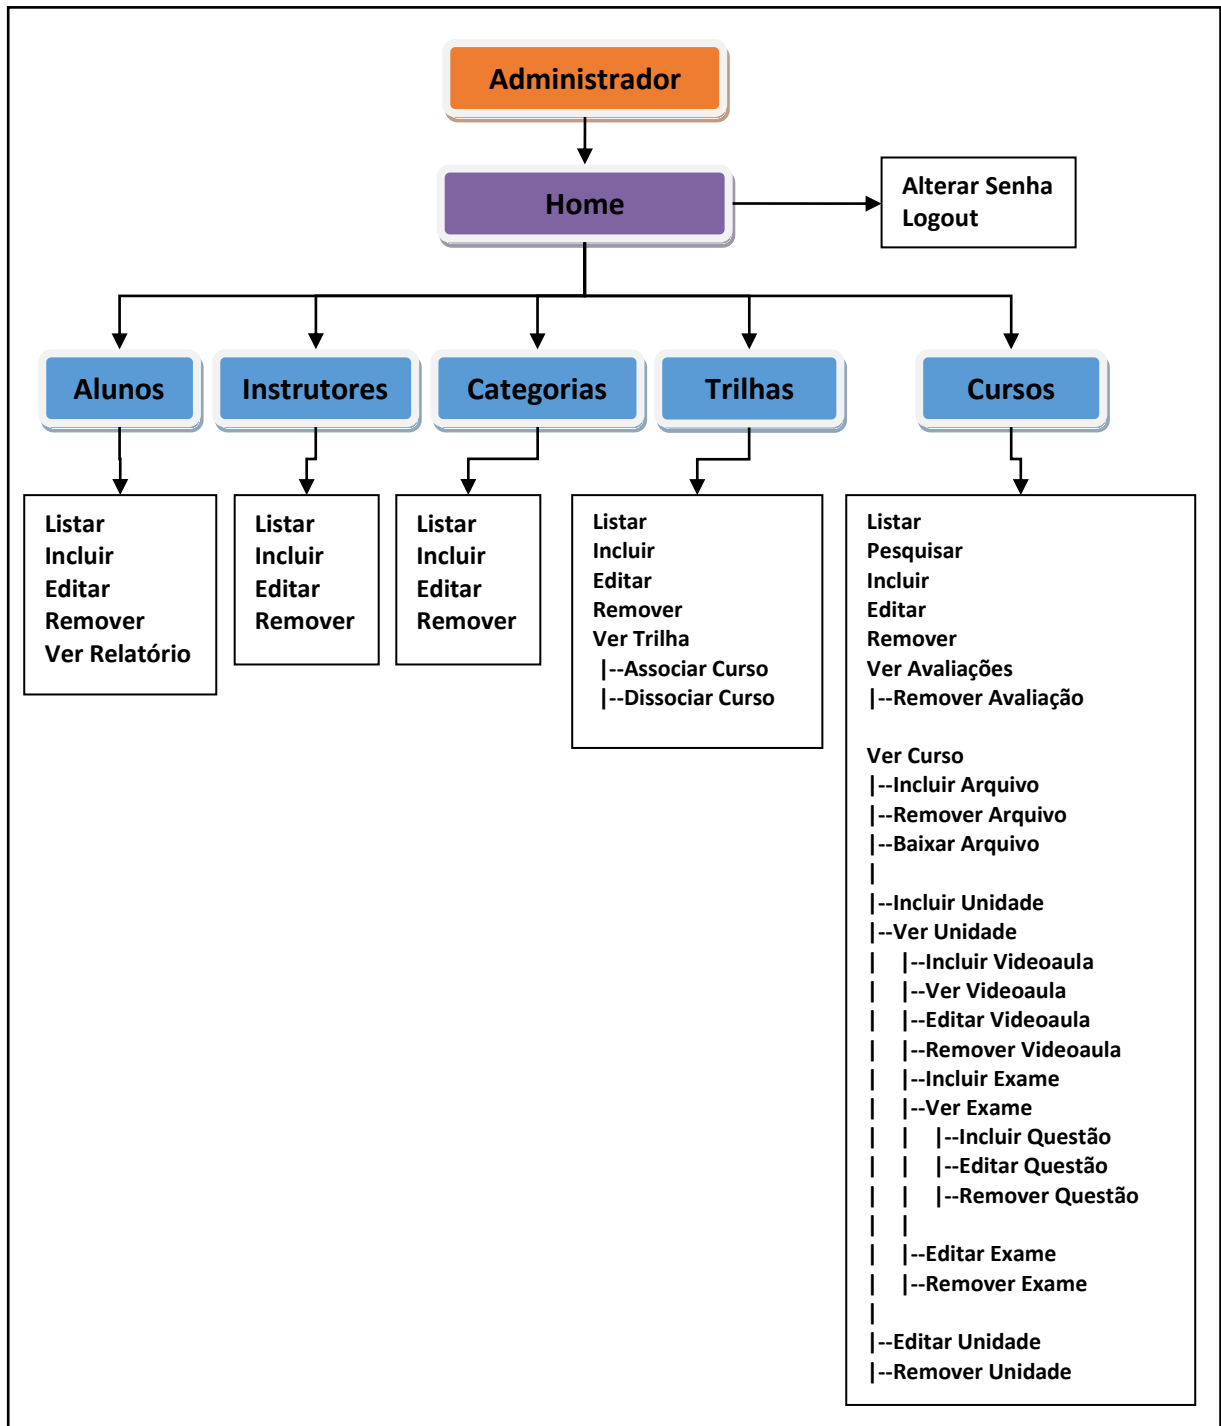 Administrador
Home
Alterar Senha
Logout
Alunos
Instrutores
Categorias
Trilhas
Cursos
Listar
Incluir
Editar
Remover
Ver Relatório
Listar
Incluir
Editar
Remover
Listar
Incluir
Editar
Remover
Listar
Incluir
Editar
Remover
Ver Trilha
|--Associar Curso
|--Dissociar Curso
Listar
Pesquisar
Incluir
Editar
Remover
Ver Avaliações
|--Remover Avaliação
Ver Curso
|--Incluir Arquivo
|--Remover Arquivo
|--Baixar Arquivo
|
|--Incluir Unidade
|--Ver Unidade
| |--Incluir Videoaula
| |--Ver Videoaula
| |--Editar Videoaula
| |--Remover Videoaula
| |--Incluir Exame
| |--Ver Exame
| | |--Incluir Questão
| | |--Editar Questão
| | |--Remover Questão
| |
| |--Editar Exame
| |--Remover Exame
|
|--Editar Unidade
|--Remover Unidade